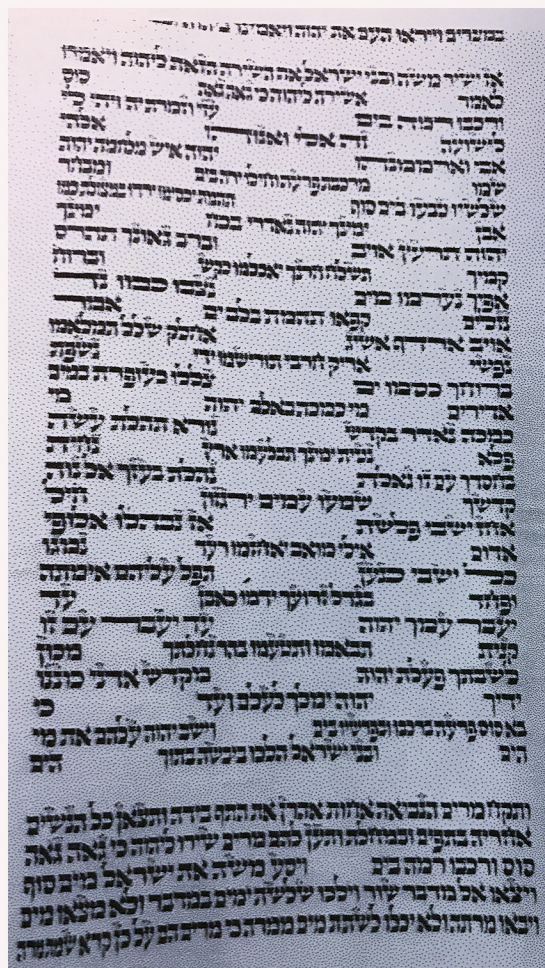 במצרים וייראו העם את יהוה ויאמינו
אז ישיר משה ובני ישראל את השירה הזאת ליהוה ויאמרו
לאמר אשירה ליהוה כי גאה גאה סוס
ורכבו רמה בים עזי וזמרת יה ויהי לי
לישועה זה אלי ואנוהו אלהי
אבי וארממנהו יהוה איש מלחמה יהוה
שמו מרכבת פרעה וחילו ירה בים ומבחר
שלשיו טבעו בים סוף תהמת יכסימו ירדו במצולת כמו
אבן ימינך יהוה נאדרי בכח ימינך
יהוה תרעץ אויב וברב גאונך תהרס
קמיך תשלח חרנך יאכלמו כקש וברוח
אפיך נערמו מים נצבו כמו נד
נזלים קפאו תהמת בלב ים אמר
אויב ארדף אשיג אחלק שלל תמלאמו
נפשי אריק חרבי תורישמו ידי נשפת
ברוחך כסמו ים צללו כעופרת במים
אדירים מי כמכה באלם יהוה מי
כמכה נאדר בקדש נורא תהלת עשה
פלא נטית ימינך תבלעמו ארץ נחית
בחסדך עם זו גאלת נהלת בעזך אל נוה
קדשך שמעו עמים ירגזון חיל
אחז ישבי פלשת אז נבהלו אלופי
אדום אילי מואב יאחזמו רעד נמגו
כל ישבי כנען תפל עליהם אימתה
ופחד בגדל זרועך ידמו כאבן עד
יעבר עמך יהוה עד יעבר עם זו
קנית תבאמו ותטעמו בהר נחלתך מכון
לשבתך פעלת יהוה מקדש אדני כוננו
ידיך יהוה ימלך לעלם ועד כי
בא סוס פרעה ברכבו ובפרשיו בים וישב יהוה עלהם את מי
הים ובני ישראל הלכו ביבשה בתוך הים
ותקח מרים הנביאה אחות אהרן את התף בידה ותצאן כל הנשים
אחריה בתפים ובמחלת ותען להם מרים שירו ליהוה כי גאה גאה
סוס ורכבו רמה בים ויסע משה את ישראל מים סוף
ויצאו אל מדבר שור וילכו שלשת ימים במדבר ולא מצאו מים
ויבאו מרתה ולא יכלו לשתת מים ממרה כי מרים הם על כן קרא שמה מרה